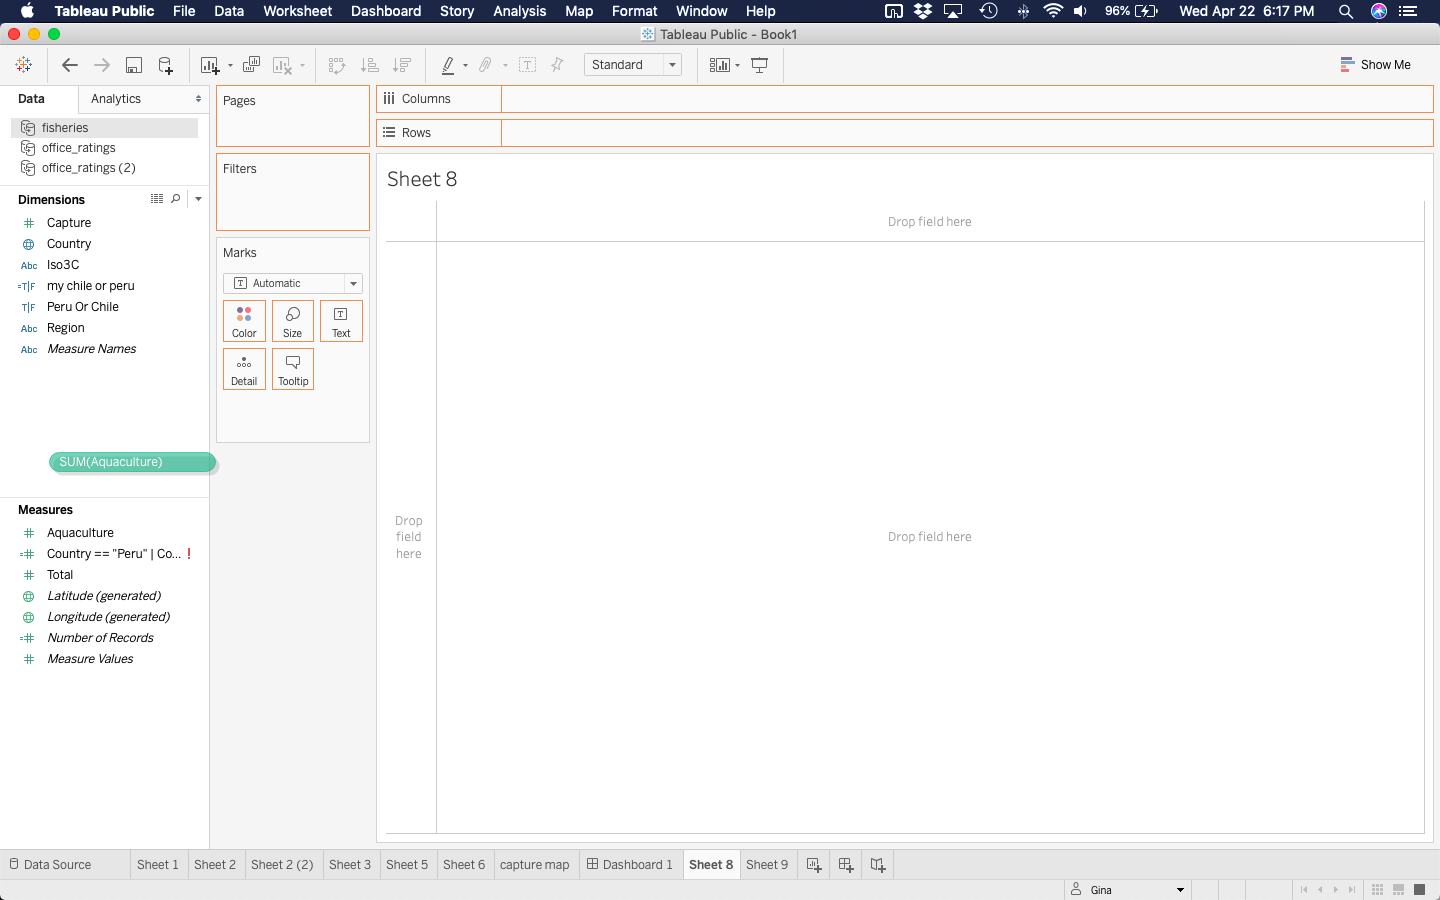 Tableau Public File Data Worksheet Dashboard Story Analysis Map Format Window Help 96% Wed Apr 22 6:17 PM
Tableau Public - Book1
Standard Show Me
Data Analytics
fisheries
office_ratings
office_ratings (2)
Dimensions
Capture
Country
Abc Iso3C
=T|F my chile or peru
T|F Peru Or Chile
Abc Region
Abc Measure Names
SUM(Aquaculture)
Measures
Aquaculture
Country == "Peru" | Co... !
Total
Latitude (generated)
Longitude (generated)
Number of Records
Measure Values
Pages
Filters
Marks
Automatic
Color Size Text
Detail Tooltip
Columns
Rows
Sheet 8
Drop field here
Drop
field
here
Drop field here
Data Source Sheet 1 Sheet 2 Sheet 2 (2) Sheet 3 Sheet 5 Sheet 6 capture map Dashboard 1 Sheet 8 Sheet 9
Gina